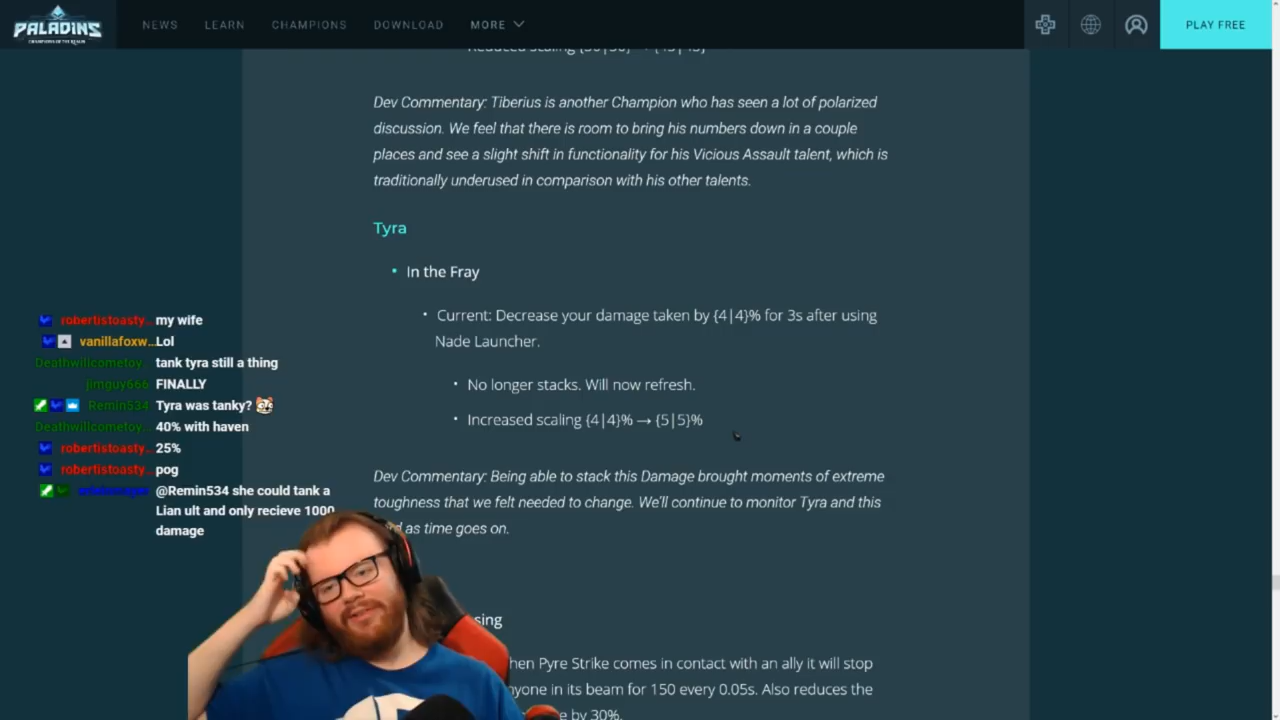 PALADINS
CHAMPIONS OF THE REALM
NEWS
LEARN
CHAMPIONS
DOWNLOAD
MORE
PLAY FREE
Dev Commentary: Tiberius is another Champion who has seen a lot of polarized
discussion. We feel that there is room to bring his numbers down in a couple
places and see a slight shift in functionality for his Vicious Assault talent, which is
traditionally underused in comparison with his other talents.
Tyra
• In the Fray
• Current: Decrease your damage taken by {4|4}% for 3s after using
Nade Launcher.
• No longer stacks. Will now refresh.
• Increased scaling {4|4}% → {5|5}%
Dev Commentary: Being able to stack this Damage brought moments of extreme
toughness that we felt needed to change. We'll continue to monitor Tyra and this
as time goes on.
sing
hen Pyre Strike comes in contact with an ally it will stop
nyone in its beam for 150 every 0.05s. Also reduces the
by 30%.
robertistoasty.. my wife
vanillafoxw... Lol
Deathwillcometoy.. tank tyra still a thing
jimguy666 FINALLY
Remin534 Tyra was tanky?
Deathwillcometoy.. 40% with haven
robertistoasty.. 25%
robertistoasty.. pog
@Remin534 she could tank a
Lian ult and only recieve 1000
damage